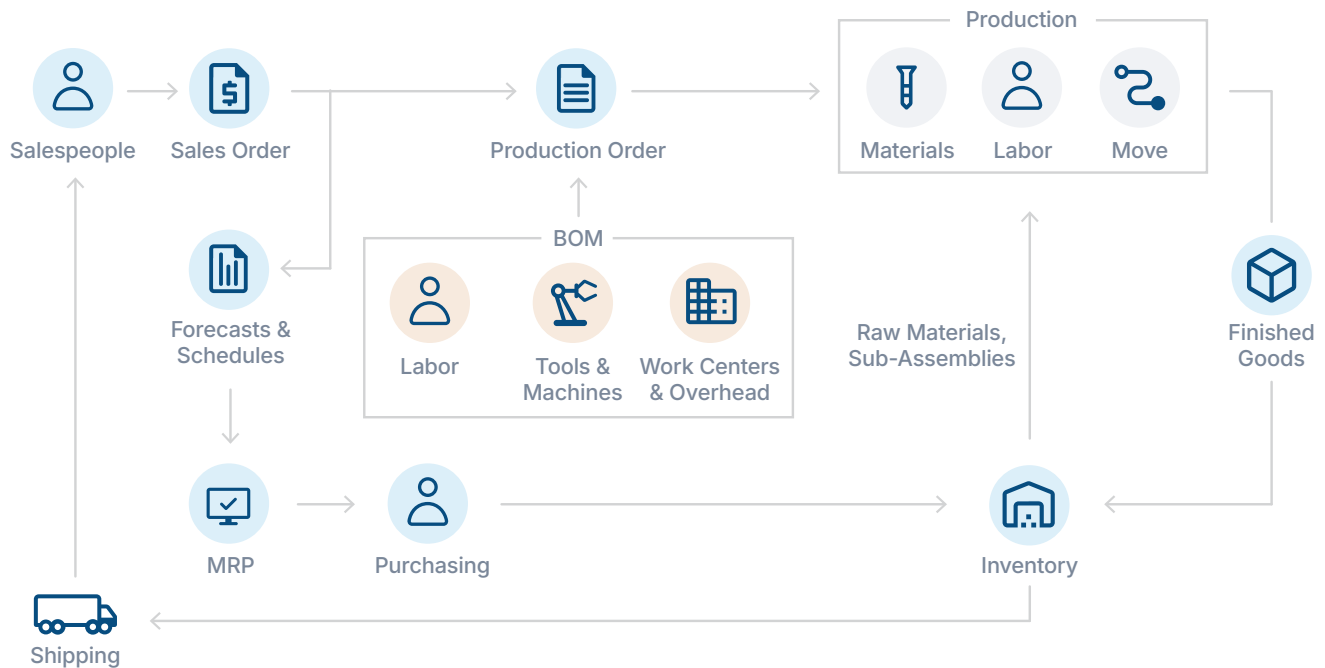 Production
Salespeople
Sales Order
Production Order
Materials
Labor
Move
BOM
Forecasts &
Schedules
Labor
Tools &
Machines
Work Centers
& Overhead
Raw Materials,
Sub-Assemblies
Finished
Goods
MRP
Purchasing
Inventory
Shipping